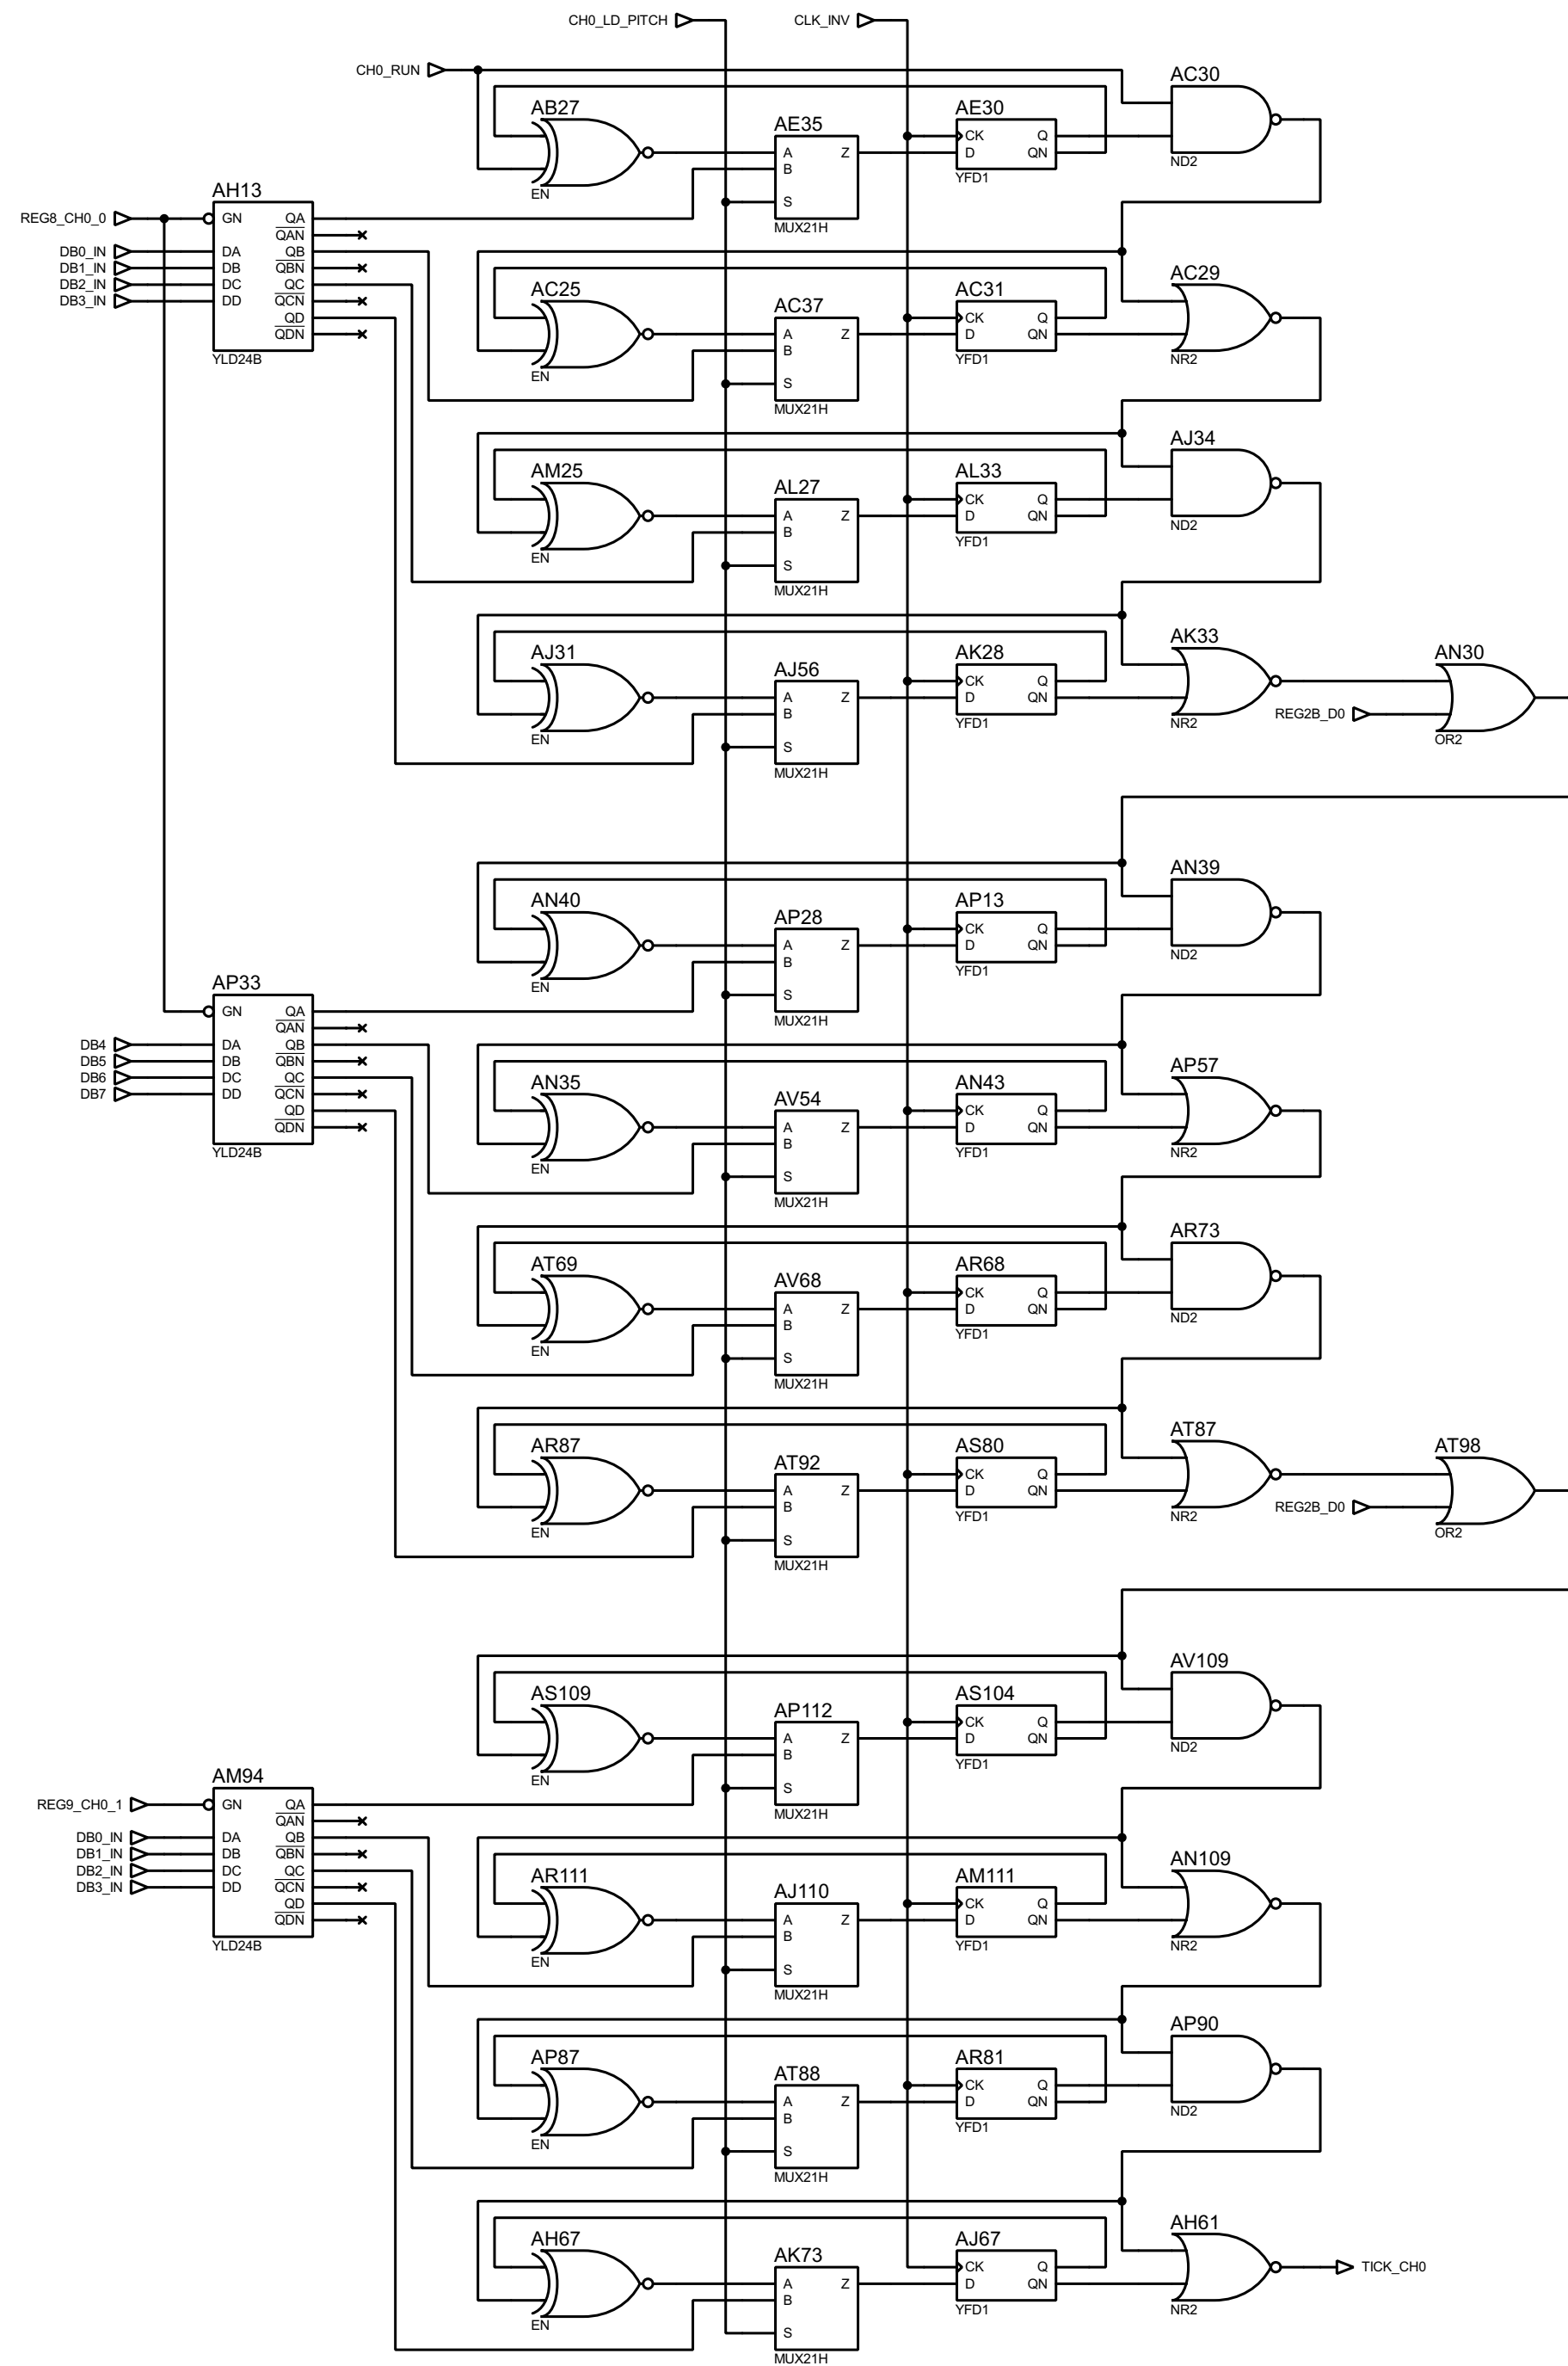 CH0_LD_PITCH CLK_INV
CH0_RUN
AC30
ND2
AB27
EN
AE35
A Z
B
S
MUX21H
AE30
CK Q
D QN
YFD1
AH13
REG8_CH0_0 GN QA
QAN
DB0_IN DA QB
DB1_IN DB QBN
DB2_IN DC QC
DB3_IN DD QCN
QD
QDN
YLD24B
AC25
EN
AC37
A Z
B
S
MUX21H
AC31
CK Q
D QN
YFD1
AC29
NR2
AM25
EN
AL27
A Z
B
S
MUX21H
AL33
CK Q
D QN
YFD1
AJ34
ND2
AJ31
EN
AJ56
A Z
B
S
MUX21H
AK28
CK Q
D QN
YFD1
AK33
NR2
AN30
REG2B_D0
OR2
AN40
EN
AP28
A Z
B
S
MUX21H
AP13
CK Q
D QN
YFD1
AN39
ND2
AP33
GN QA
QAN
DB4 DA QB
DB5 DB QBN
DB6 DC QC
DB7 DD QCN
QD
QDN
YLD24B
AN35
EN
AV54
A Z
B
S
MUX21H
AN43
CK Q
D QN
YFD1
AP57
NR2
AT69
EN
AV68
A Z
B
S
MUX21H
AR68
CK Q
D QN
YFD1
AR73
ND2
AR87
EN
AT92
A Z
B
S
MUX21H
AS80
CK Q
D QN
YFD1
AT87
NR2
AT98
REG2B_D0
OR2
AS109
EN
AP112
A Z
B
S
MUX21H
AS104
CK Q
D QN
YFD1
AV109
ND2
AM94
REG9_CH0_1 GN QA
QAN
DB0_IN DA QB
DB1_IN DB QBN
DB2_IN DC QC
DB3_IN DD QCN
QD
QDN
YLD24B
AR111
EN
AJ110
A Z
B
S
MUX21H
AM111
CK Q
D QN
YFD1
AN109
NR2
AP87
EN
AT88
A Z
B
S
MUX21H
AR81
CK Q
D QN
YFD1
AP90
ND2
AH67
EN
AK73
A Z
B
S
MUX21H
AJ67
CK Q
D QN
YFD1
AH61
NR2
TICK_CH0